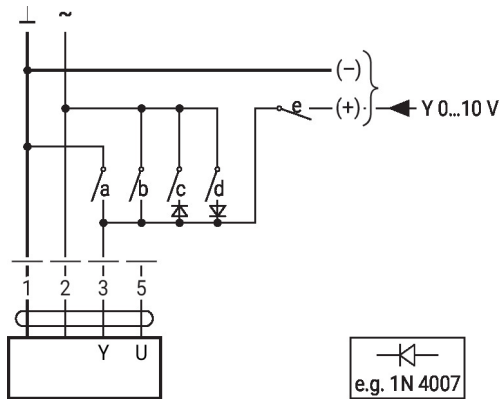 ⊥ ~
(–)
e (+) Y 0...10 V
a b c d
1 2 3 5
Y U
e.g. 1N 4007